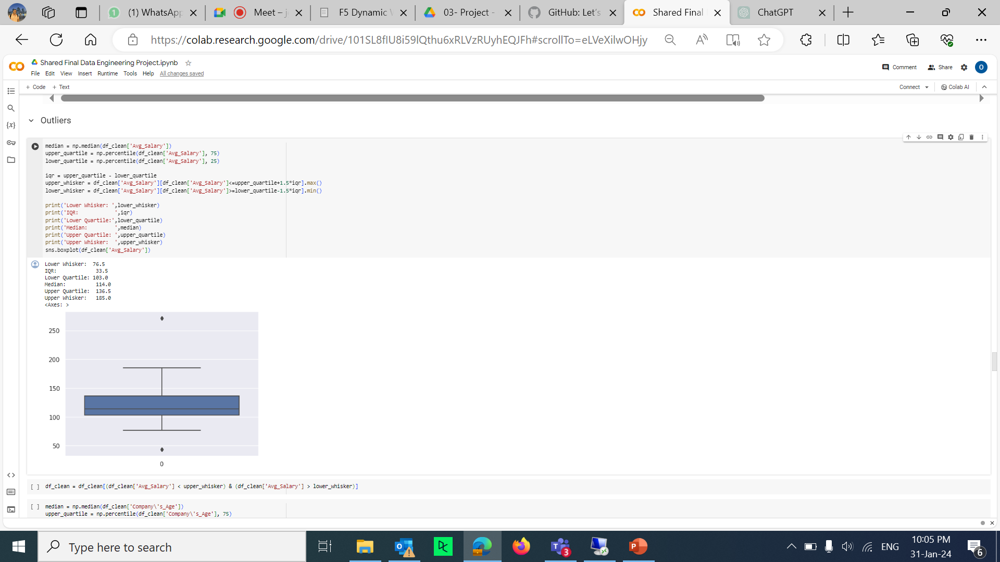 (1) WhatsApp
Meet – j
F5 Dynamic
03- Project -
GitHub: Let's
Shared Final
ChatGPT
https://colab.research.google.com/drive/101SL8fIU8i59lQthu6xRLVzRUyhEQJFh#scrollTo=eLVeXilwOHjy
Shared Final Data Engineering Project.ipynb
Comment Share O
File Edit View Insert Runtime Tools Help All changes saved
+ Code + Text
Connect Colab AI
Outliers
median = np.median(df_clean['Avg_Salary'])
upper_quartile = np.percentile(df_clean['Avg_Salary'], 75)
lower_quartile = np.percentile(df_clean['Avg_Salary'], 25)
iqr = upper_quartile - lower_quartile
upper_whisker = df_clean['Avg_Salary'][df_clean['Avg_Salary']<=upper_quartile+1.5*iqr].max()
lower_whisker = df_clean['Avg_Salary'][df_clean['Avg_Salary']>=lower_quartile-1.5*iqr].min()
print('Lower Whisker: ',lower_whisker)
print('IQR:            ',iqr)
print('Lower Quartile:',lower_quartile)
print('Median:         ',median)
print('Upper Quartile: ',upper_quartile)
print('Upper Whisker:  ',upper_whisker)
sns.boxplot(df_clean['Avg_Salary'])
Lower Whisker:  76.5
IQR:             33.5
Lower Quartile: 103.0
Median:          114.0
Upper Quartile:  136.5
Upper Whisker:   185.0
<Axes: >
250
200
150
100
50
0
[ ] df_clean = df_clean[(df_clean['Avg_Salary'] < upper_whisker) & (df_clean['Avg_Salary'] > lower_whisker)]
[ ] median = np.median(df_clean['Company\'s_Age'])
upper_quartile = np.percentile(df_clean['Company\'s_Age'], 75)
Type here to search
ENG
10:05 PM
31-Jan-24
6
3